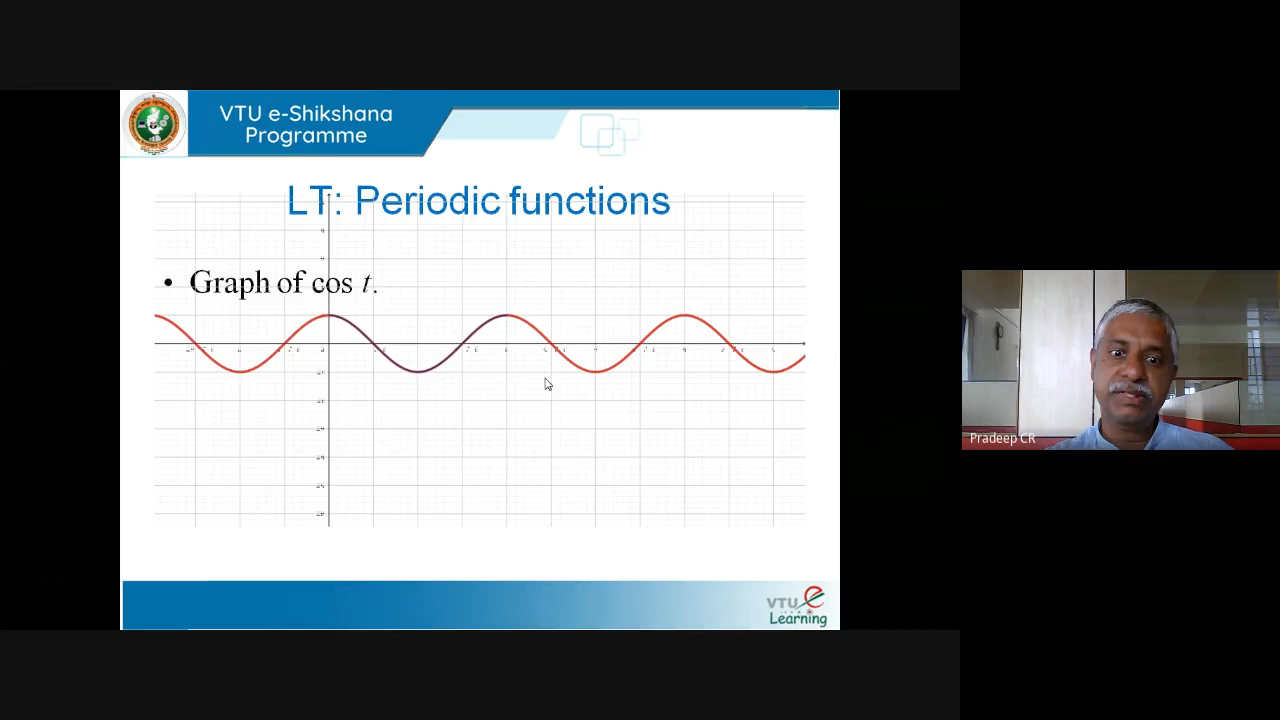 VTU e-Shikshana
Programme
LT: Periodic functions
• Graph of cos t.
Pradeep CR
VTU e
Learning